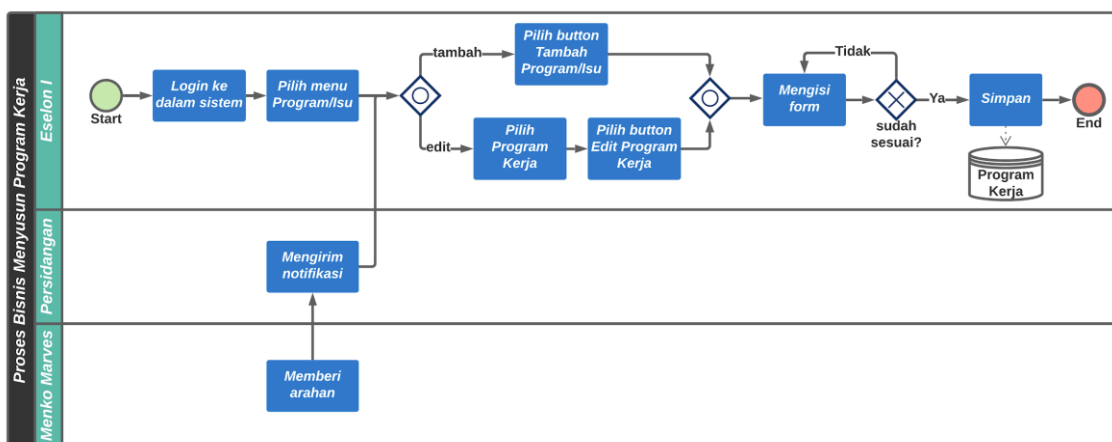 Proses Bisnis Menyusun Program Kerja
Eselon I
Start
Login ke
dalam sistem
Pilih menu
Program/Isu
tambah
Pilih button
Tambah
Program/Isu
edit
Pilih
Program
Kerja
Pilih button
Edit Program
Kerja
Mengisi
form
Tidak
sudah
sesuai?
Ya
Simpan
End
Program
Kerja
Persidangan
Mengirim
notifikasi
Menko Marves
Memberi
arahan